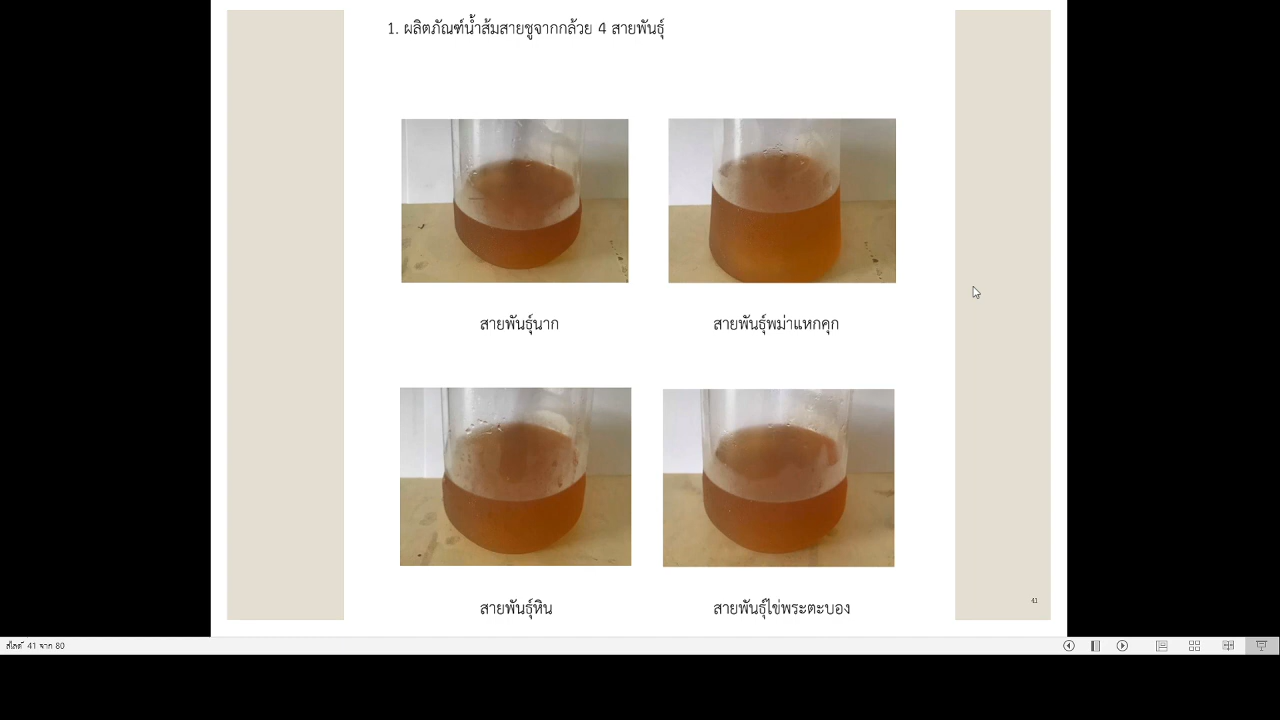 1. ผลิตภัณฑ์น้ำส้มสายชูจากกล้วย 4 สายพันธุ์
สายพันธุ์นาก
สายพันธุ์พม่าแหกคุก
สายพันธุ์หิน
สายพันธุ์ไข่พระตะบอง
41
สไลด์ 41 จาก 80